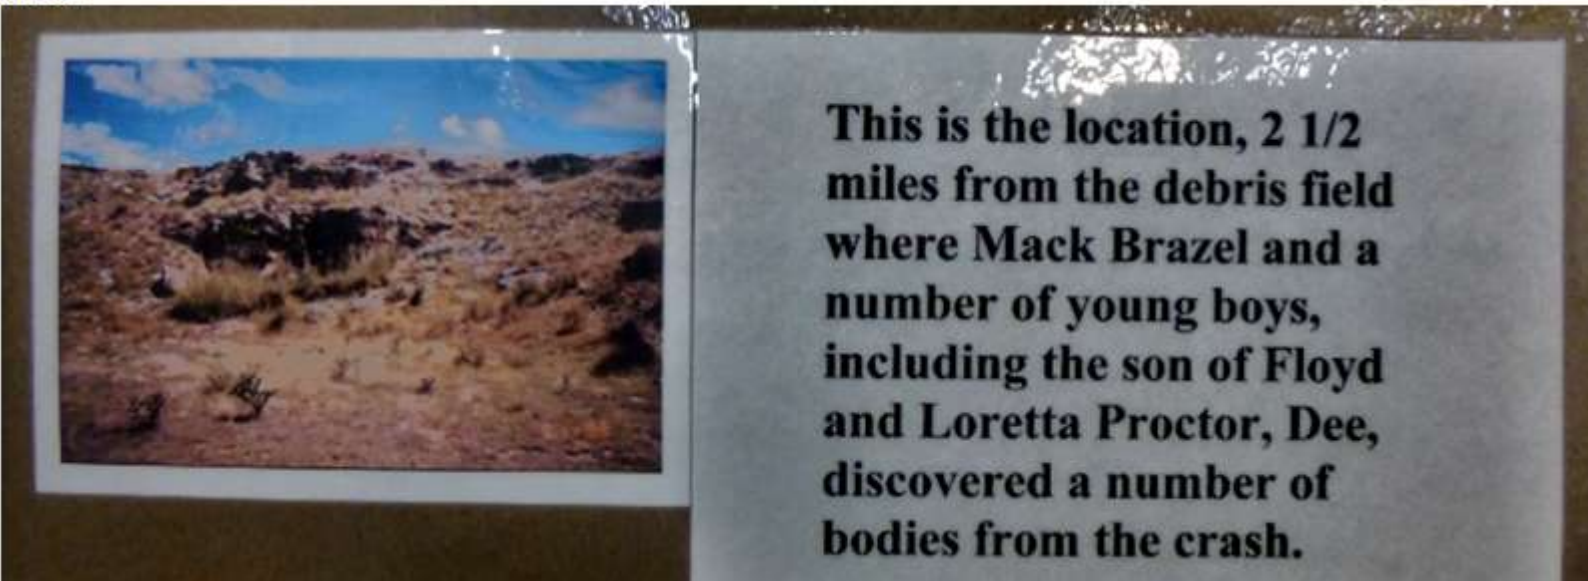 This is the location, 2 1/2
miles from the debris field
where Mack Brazel and a
number of young boys,
including the son of Floyd
and Loretta Proctor, Dee,
discovered a number of
bodies from the crash.